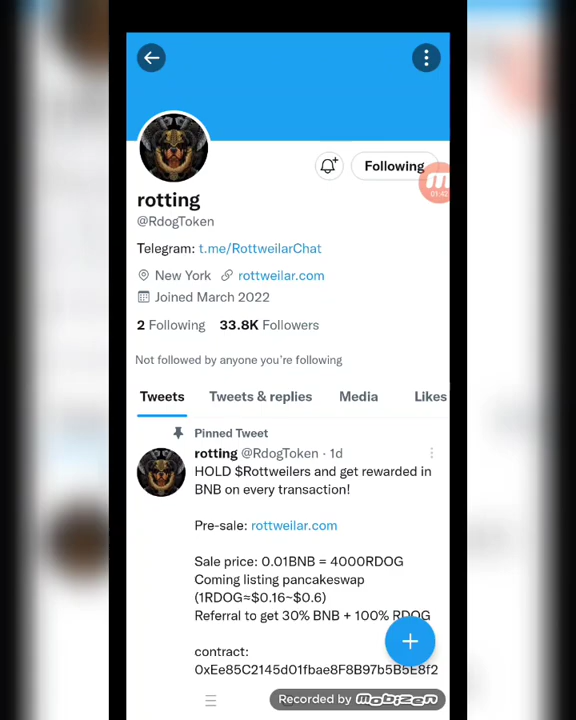 Following
01:42
rotting
@RdogToken
Telegram: t.me/RottweilarChat
New York rottweilar.com
Joined March 2022
2 Following 33.8K Followers
Not followed by anyone you're following
Tweets Tweets & replies Media Likes
Pinned Tweet
rotting @RdogToken · 1d
HOLD $Rottweilers and get rewarded in
BNB on every transaction!
Pre-sale: rottweilar.com
Sale price: 0.01BNB = 4000RDOG
Coming listing pancakeswap
(1RDOG≈$0.16~$0.6)
Referral to get 30% BNB + 100% RDOG
contract:
0xEe85C2145d01fbae8F8B97b5B5E8f2
Recorded by mobizen